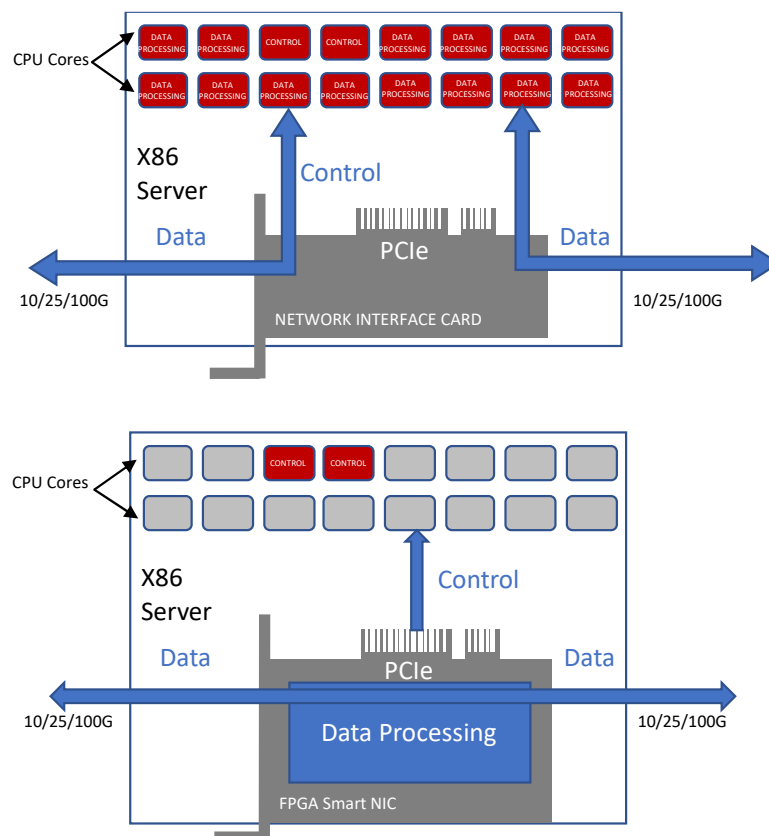 DATA PROCESSING
DATA PROCESSING
CONTROL
CONTROL
DATA PROCESSING
DATA PROCESSING
DATA PROCESSING
DATA PROCESSING
CPU Cores
DATA PROCESSING
DATA PROCESSING
DATA PROCESSING
DATA PROCESSING
DATA PROCESSING
DATA PROCESSING
DATA PROCESSING
DATA PROCESSING
X86
Server
Control
Data
PCIe
Data
10/25/100G
10/25/100G
NETWORK INTERFACE CARD
CONTROL
CONTROL
CPU Cores
X86
Server
Control
Data
PCIe
Data
10/25/100G
Data Processing
10/25/100G
FPGA Smart NIC